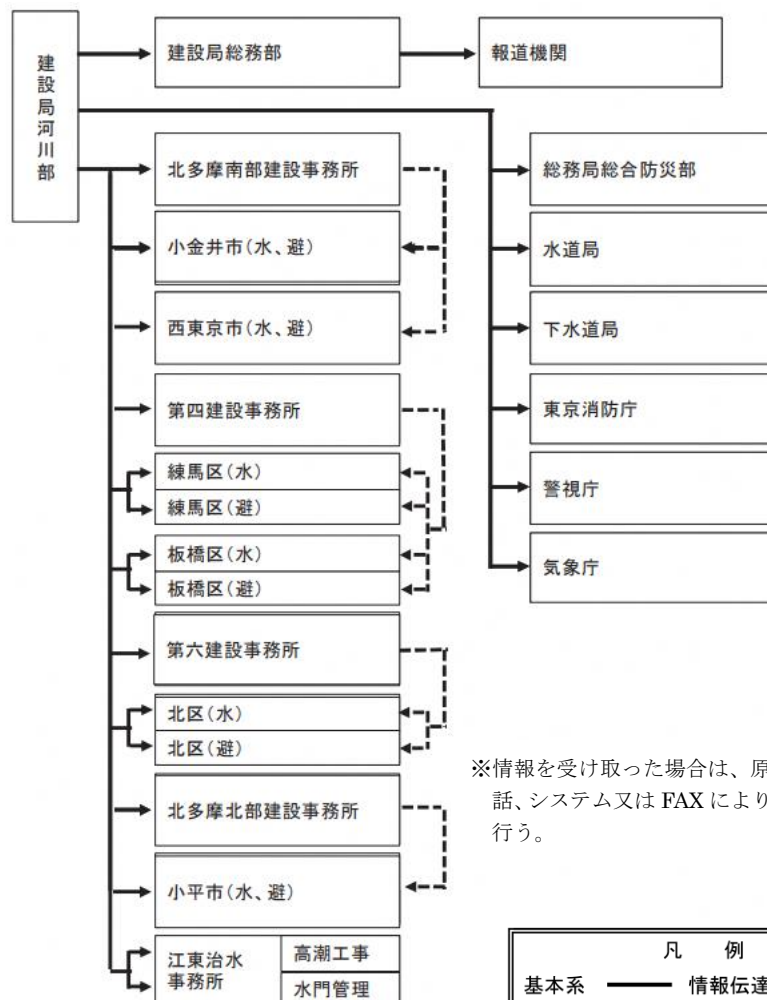 建設局河川部
建設局総務部
報道機関
北多摩南部建設事務所
小金井市(水、避)
西東京市(水、避)
第四建設事務所
練馬区(水)
練馬区(避)
板橋区(水)
板橋区(避)
第六建設事務所
北区(水)
北区(避)
北多摩北部建設事務所
小平市(水、避)
江東治水
事務所
高潮工事
水門管理
総務局総合防災部
水道局
下水道局
東京消防庁
警視庁
気象庁
※情報を受け取った場合は、原
話、システム又は FAX により
行う。
凡 例
基本系 情報伝達